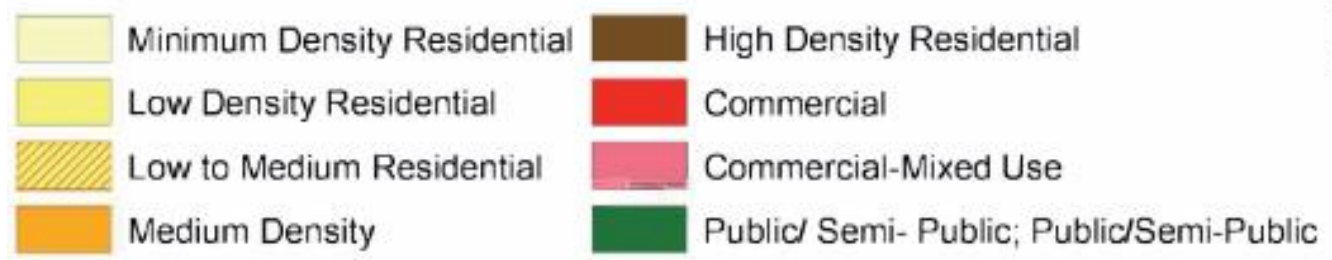 Minimum Density Residential
Low Density Residential
Low to Medium Residential
Medium Density
High Density Residential
Commercial
Commercial-Mixed Use
Public/ Semi- Public; Public/Semi-Public